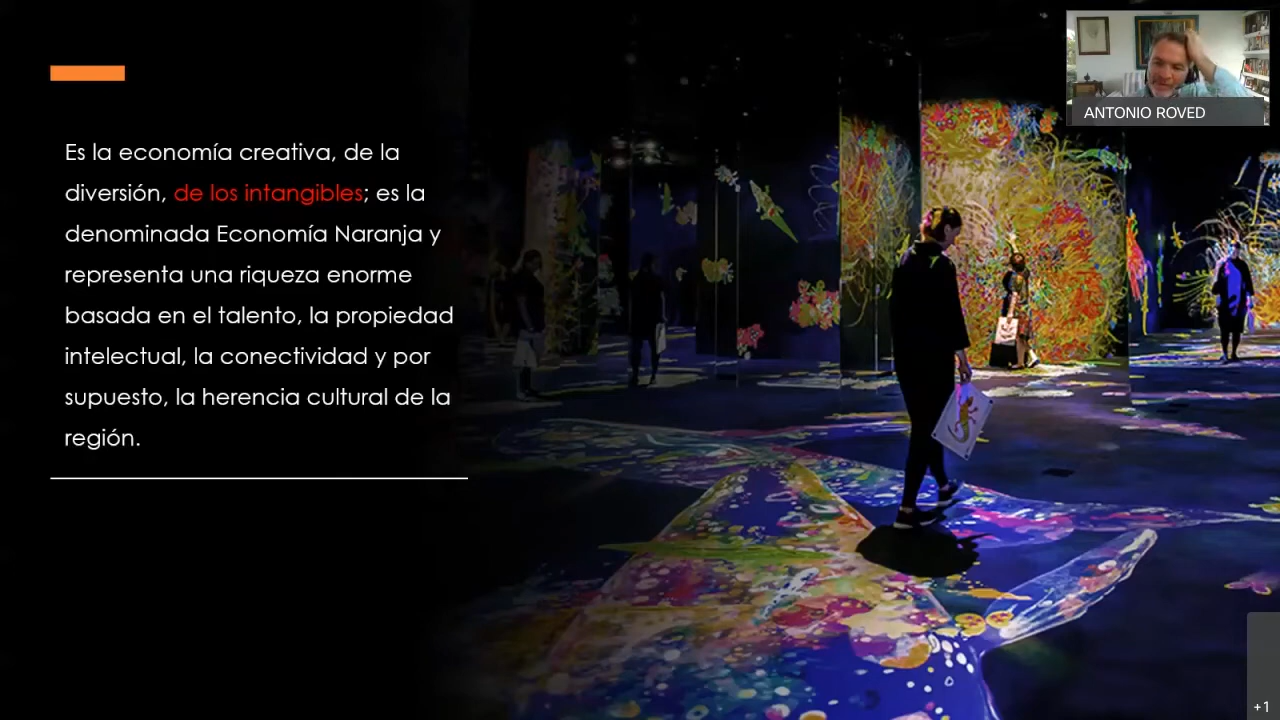 Es la economía creativa, de la
diversión, de los intangibles; es la
denominada Economía Naranja y
representa una riqueza enorme
basada en el talento, la propiedad
intelectual, la conectividad y por
supuesto, la herencia cultural de la
región.
ANTONIO ROVED
+1